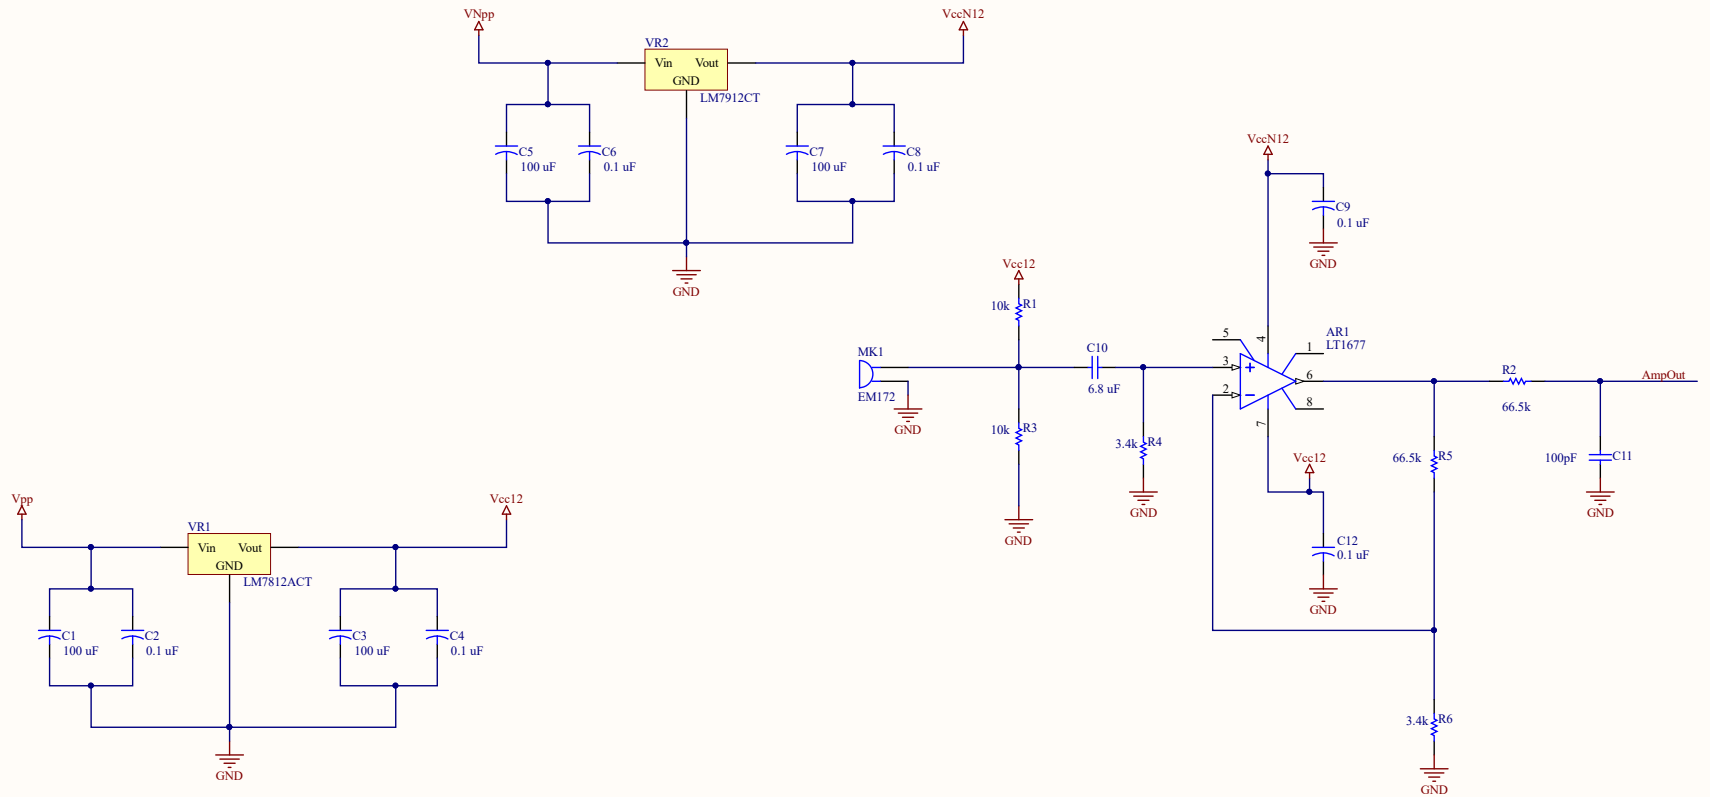 VNpp
VccN12
VR2
Vin
Vout
GND
LM7912CT
C5
100 uF
C6
0.1 uF
C7
100 uF
C8
0.1 uF
GND
VccN12
C9
0.1 uF
GND
Vcc12
10k
R1
MK1
EM172
GND
C10
6.8 uF
10k
R3
GND
3.4k
R4
GND
5
4
3
2
7
1
6
8
AR1
LT1677
Vcc12
C12
0.1 uF
GND
R2
66.5k
AmpOut
66.5k
R5
100pF
C11
GND
3.4k
R6
GND
Vpp
Vcc12
VR1
Vin
Vout
GND
LM7812ACT
C1
100 uF
C2
0.1 uF
C3
100 uF
C4
0.1 uF
GND